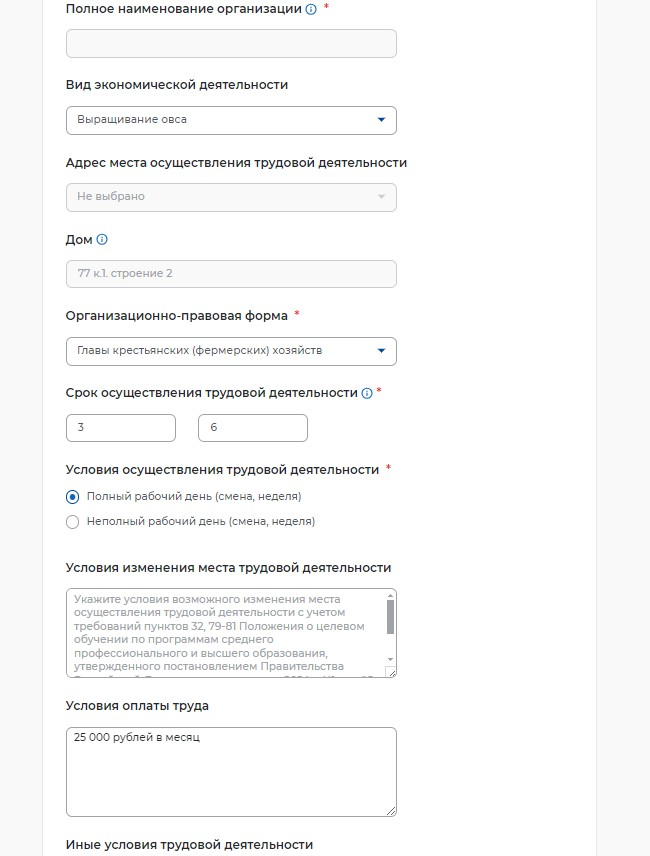 Полное наименование организации *
Вид экономической деятельности
Выращивание овса
Адрес места осуществления трудовой деятельности
Не выбрано
Дом
77 к.1. строение 2
Организационно-правовая форма *
Главы крестьянских (фермерских) хозяйств
Срок осуществления трудовой деятельности *
3 6
Условия осуществления трудовой деятельности *
Полный рабочий день (смена, неделя)
Неполный рабочий день (смена, неделя)
Условия изменения места трудовой деятельности
Укажите условия возможного изменения места
осуществления трудовой деятельности с учетом
требований пунктов 32, 79-81 Положения о целевом
обучении по программам среднего
профессионального и высшего образования,
утвержденного постановлением Правительства
Условия оплаты труда
25 000 рублей в месяц
Иные условия трудовой деятельности